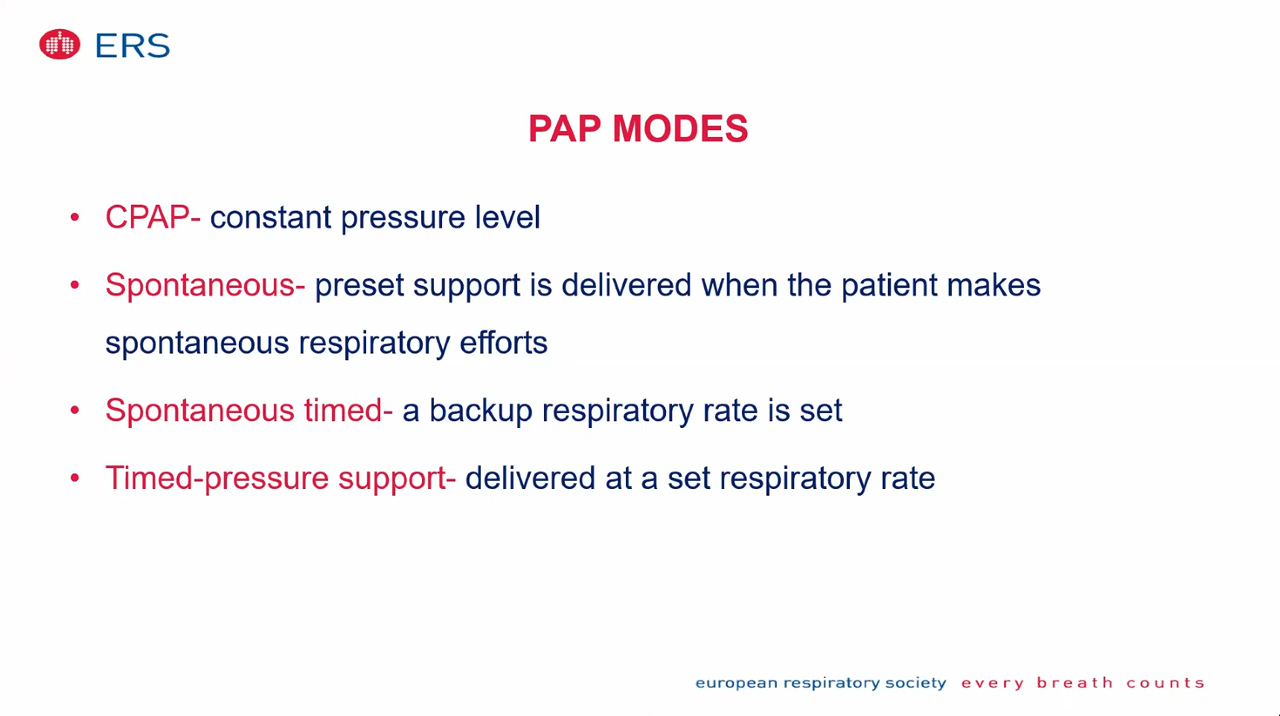 ERS
PAP MODES
• CPAP- constant pressure level
• Spontaneous- preset support is delivered when the patient makes
spontaneous respiratory efforts
• Spontaneous timed- a backup respiratory rate is set
• Timed-pressure support- delivered at a set respiratory rate
european respiratory society every breath counts